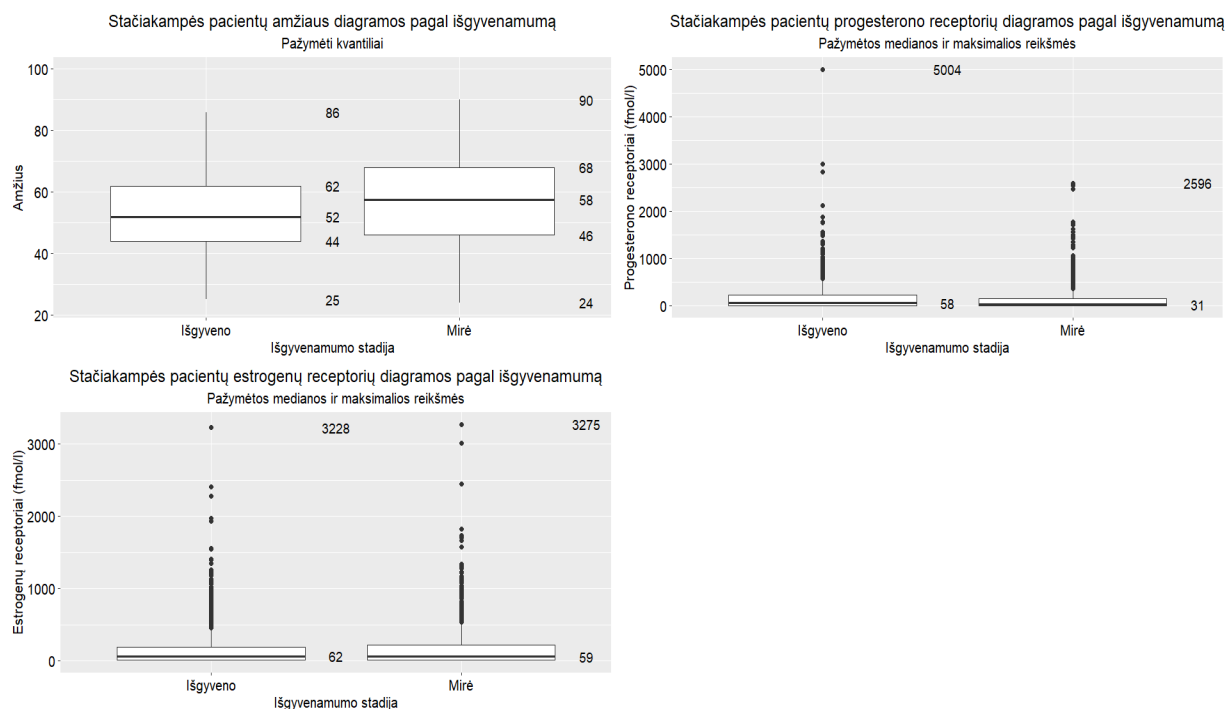 Stačiakampės pacientų amžiaus diagramos pagal išgyvenamumą
Pažymėti kvantiliai
100
80
60
40
20
Amžius
86
62
52
44
25
90
68
58
46
24
Išgyveno
Mirė
Išgyvenamumo stadija
Stačiakampės pacientų progesterono receptorių diagramos pagal išgyvenamumą
Pažymėtos medianos ir maksimalios reikšmės
5000
4000
3000
2000
1000
0
Progesterono receptoriai (fmol/l)
5004
58
2596
31
Išgyveno
Mirė
Išgyvenamumo stadija
Stačiakampės pacientų estrogenų receptorių diagramos pagal išgyvenamumą
Pažymėtos medianos ir maksimalios reikšmės
3000
2000
1000
0
Estrogenų receptoriai (fmol/l)
3228
62
3275
59
Išgyveno
Mirė
Išgyvenamumo stadija